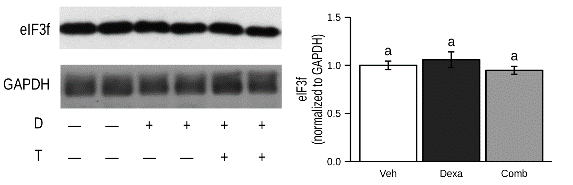 eIF3f
GAPDH
D — — + + + +
T — — — — + +
eIF3f
(normalized to GAPDH)
1.5
1.0
0.5
0.0
a a a
Veh Dexa Comb